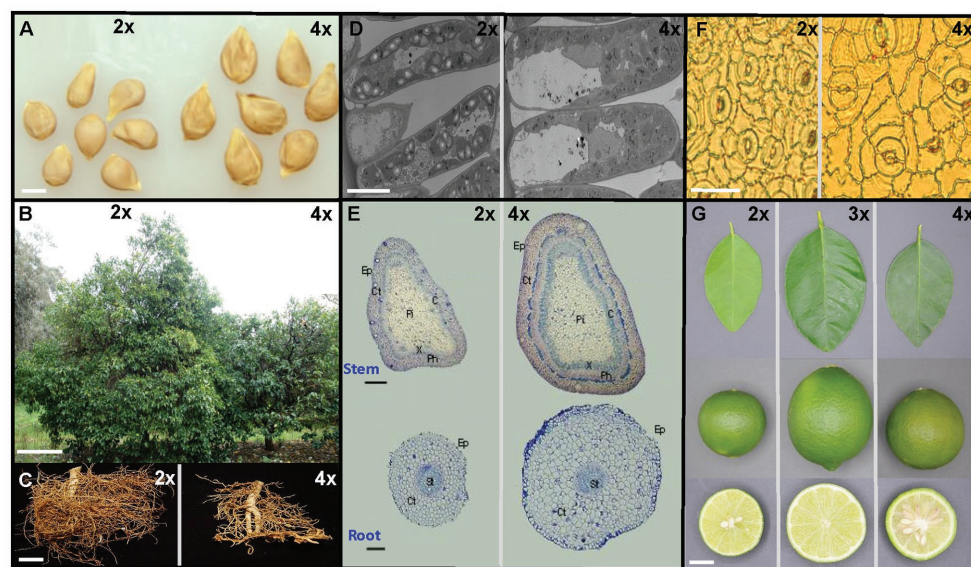 A 2x 4x
B 2x 4x
C 2x 4x
D 2x 4x
E 2x 4x
Ep
Ct
C
Pi
X
Ph
Ep
Ct
C
Pi
X
Ph
Stem
Ep
St
Ct
Ep
St
Ct
Root
F 2x 4x
G 2x 3x 4x